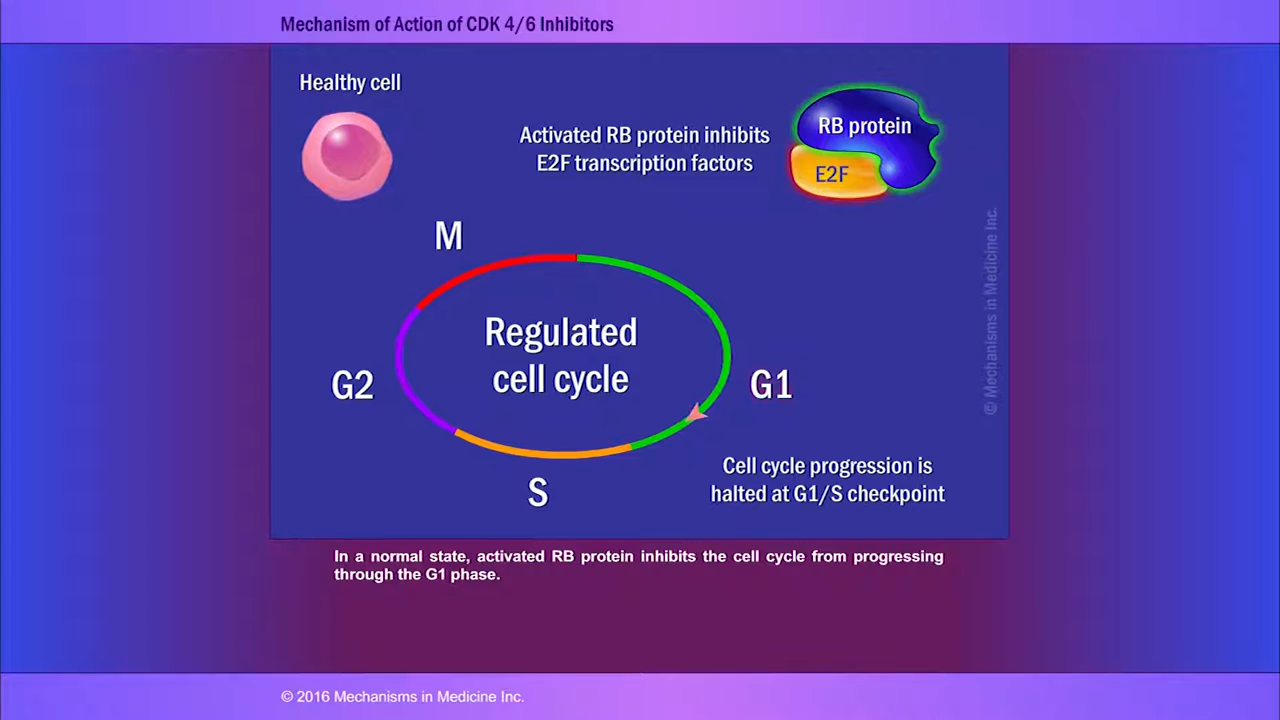 Mechanism of Action of CDK 4/6 Inhibitors
Healthy cell
Activated RB protein inhibits
E2F transcription factors
RB protein
E2F
M
Regulated
cell cycle
G2
G1
S
Cell cycle progression is
halted at G1/S checkpoint
© Mechanisms in Medicine Inc.
In a normal state, activated RB protein inhibits the cell cycle from progressing
through the G1 phase.
© 2016 Mechanisms in Medicine Inc.